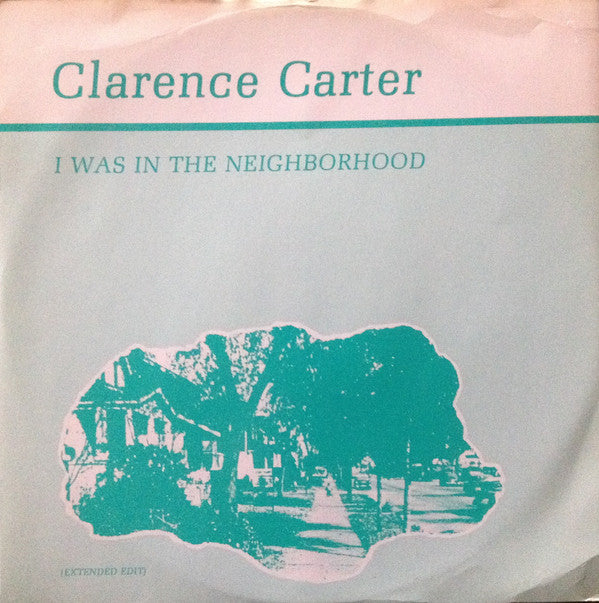 Clarence Carter
I WAS IN THE NEIGHBORHOOD
(EXTENDED EDIT)